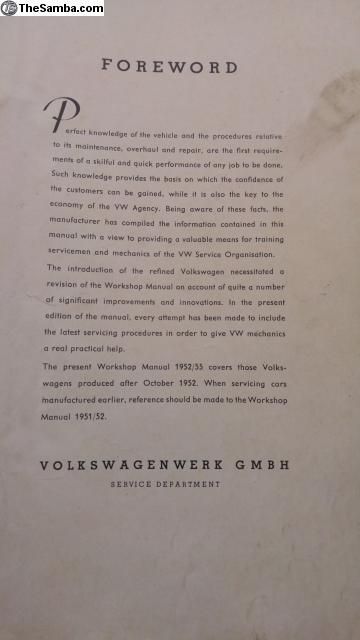 TheSamba.com
FOREWORD
Perfect knowledge of the vehicle and the procedures relative
to its maintenance, overhaul and repair, are the first require-
ments of a skilful and quick performance of any job to be done.
Such knowledge provides the basis on which the confidence of
the customers can be gained, while it is also the key to the
economy of the VW Agency. Being aware of these facts, the
manufacturer has compiled the information contained in this
manual with a view to providing a valuable means for training
servicemen and mechanics of the VW Service Organisation.
The introduction of the refined Volkswagen necessitated a
revision of the Workshop Manual on account of quite a number
of significant improvements and innovations. In the present
edition of the manual, every attempt has been made to include
the latest servicing procedures in order to give VW mechanics
a real practical help.
The present Workshop Manual 1952/55 covers those Volks-
wagens produced after October 1952. When servicing cars
manufactured earlier, reference should be made to the Workshop
Manual 1951/52.
VOLKSWAGENWERK GMBH
SERVICE DEPARTMENT